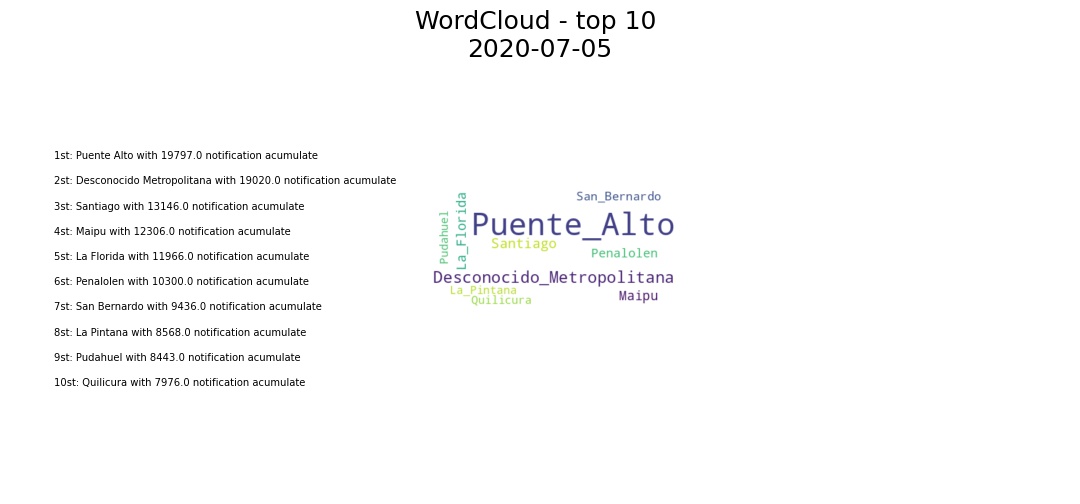 WordCloud - top 10
2020-07-05
1st: Puente Alto with 19797.0 notification acumulate
2st: Desconocido Metropolitana with 19020.0 notification acumulate
3st: Santiago with 13146.0 notification acumulate
4st: Maipu with 12306.0 notification acumulate
5st: La Florida with 11966.0 notification acumulate
6st: Penalolen with 10300.0 notification acumulate
7st: San Bernardo with 9436.0 notification acumulate
8st: La Pintana with 8568.0 notification acumulate
9st: Pudahuel with 8443.0 notification acumulate
10st: Quilicura with 7976.0 notification acumulate
Pudahuel
La_Florida
San_Bernardo
Puente_Alto
Santiago
Penalolen
Desconocido_Metropolitana
La_Pintana
Maipu
Quilicura